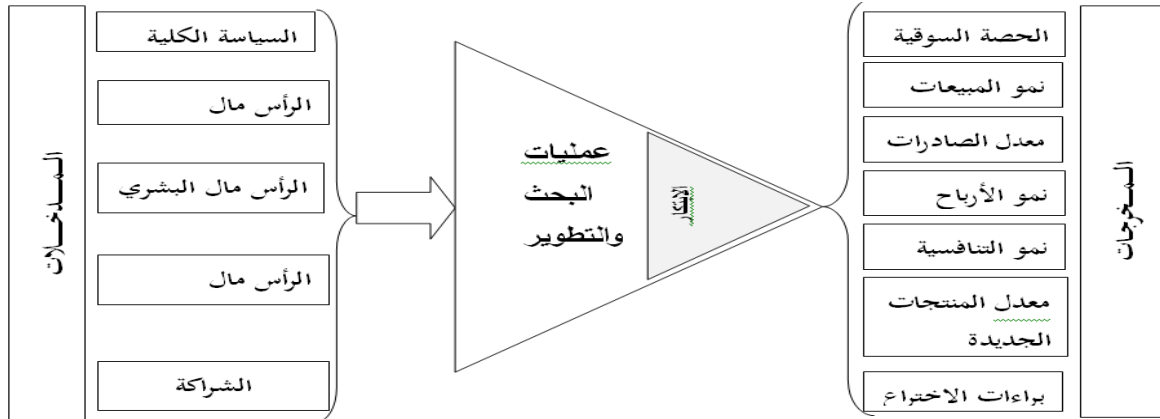 المدخلات
السياسة الكلية
الرأس مال
الرأس مال البشري
الرأس مال
الشراكة
عمليات
البحث
والتطوير
الابتكار
الحصة السوقية
نمو المبيعات
معدل الصادرات
نمو الأرباح
نمو التنافسية
معدل المنتجات
الجديدة
براءات الاختراع
المخرجات